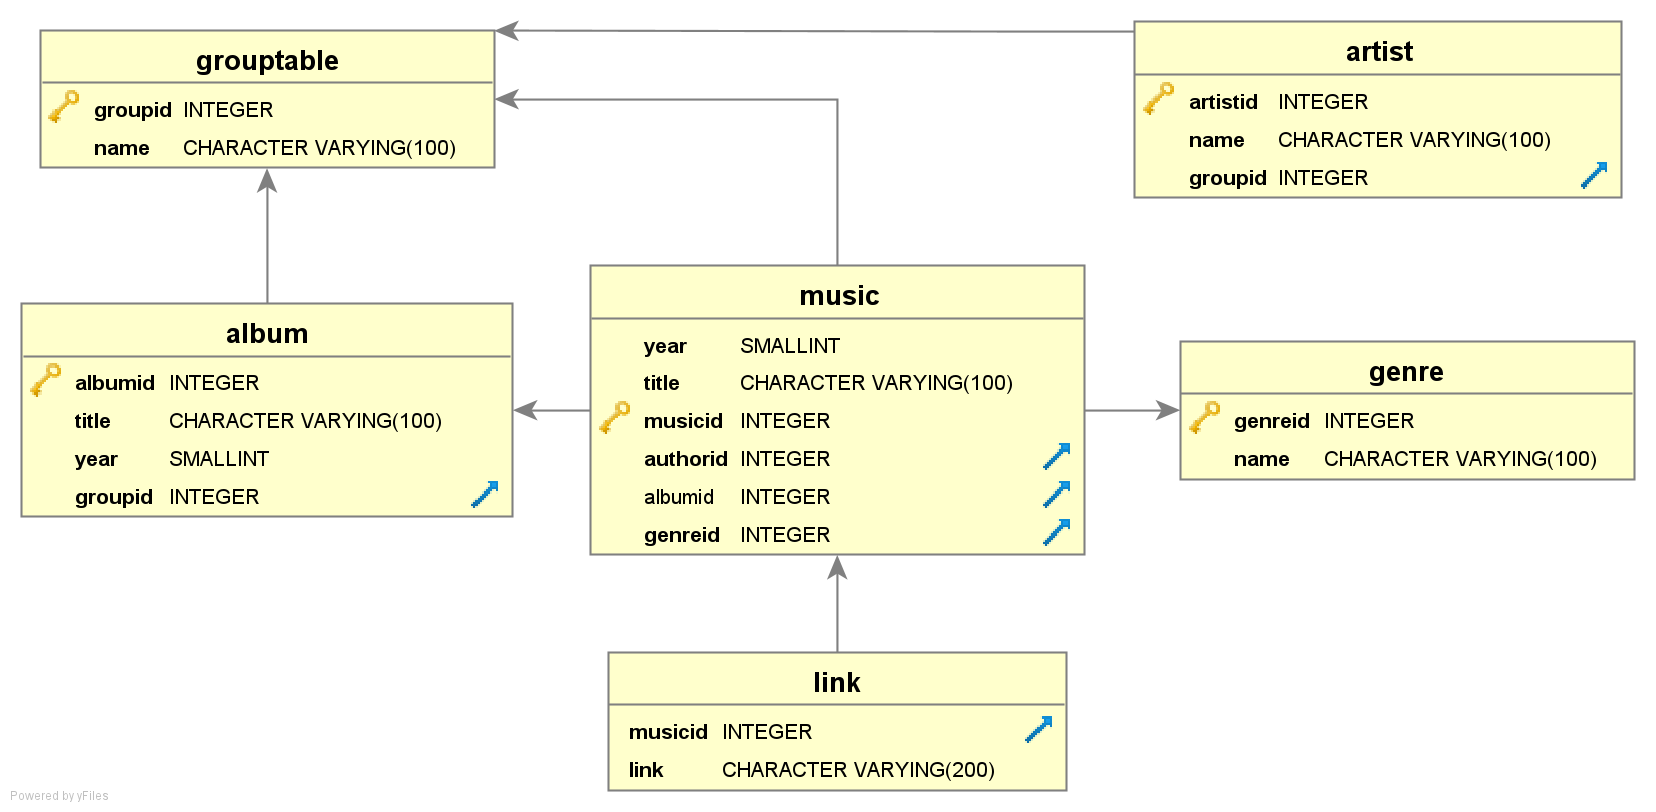 grouptable
groupid INTEGER
name CHARACTER VARYING(100)
artist
artistid INTEGER
name CHARACTER VARYING(100)
groupid INTEGER
album
albumid INTEGER
title CHARACTER VARYING(100)
year SMALLINT
groupid INTEGER
music
year SMALLINT
title CHARACTER VARYING(100)
musicid INTEGER
authorid INTEGER
albumid INTEGER
genreid INTEGER
genre
genreid INTEGER
name CHARACTER VARYING(100)
link
musicid INTEGER
link CHARACTER VARYING(200)
Powered by yFiles